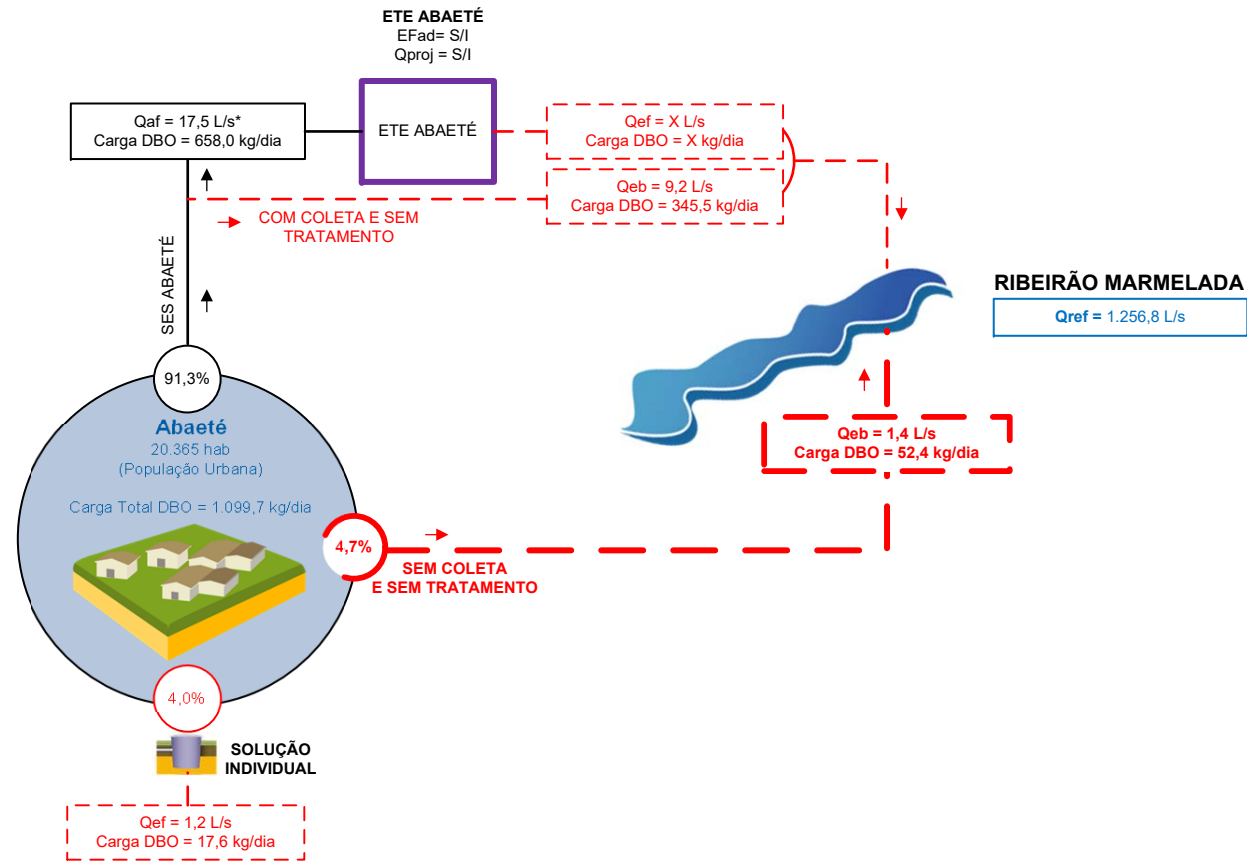 ETE ABAETÉ
EFad= S/I
Qproj = S/I
Qaf = 17,5 L/s*
Carga DBO = 658,0 kg/dia
ETE ABAETÉ
Qef = X L/s
Carga DBO = X kg/dia
Qeb = 9,2 L/s
Carga DBO = 345,5 kg/dia
COM COLETA E SEM
TRATAMENTO
SES ABAETÉ
RIBEIRÃO MARMELADA
Qref = 1.256,8 L/s
91,3%
Abaeté
20.365 hab
(População Urbana)
Carga Total DBO = 1.099,7 kg/dia
Qeb = 1,4 L/s
Carga DBO = 52,4 kg/dia
4,7%
SEM COLETA
E SEM TRATAMENTO
4,0%
SOLUÇÃO
INDIVIDUAL
Qef = 1,2 L/s
Carga DBO = 17,6 kg/dia